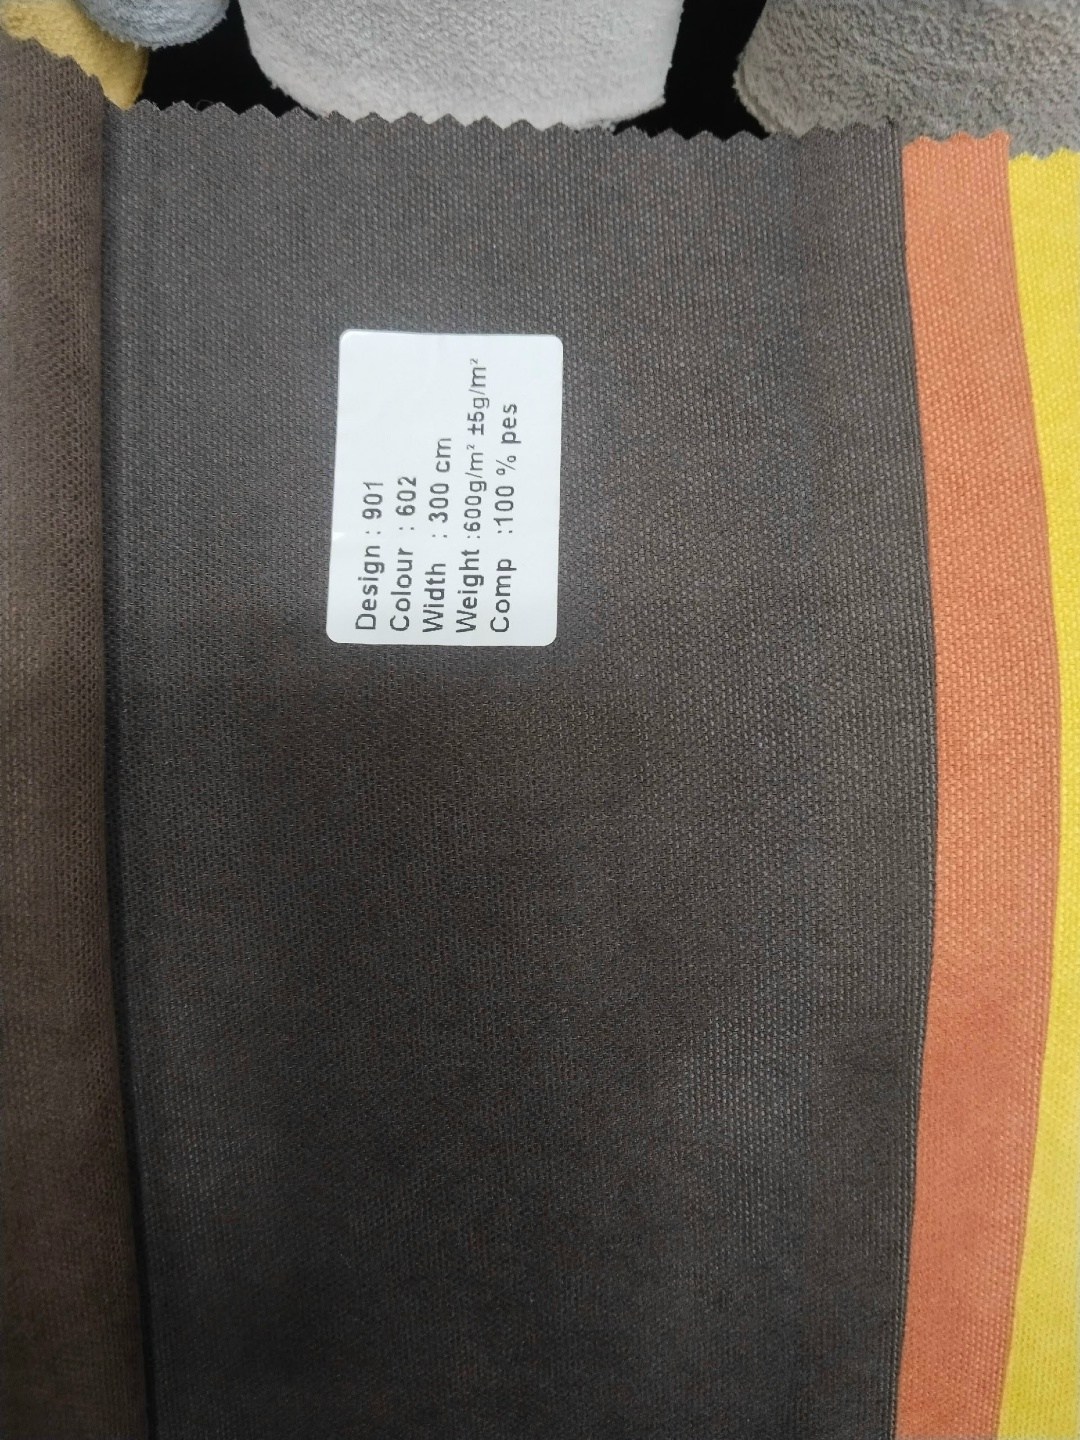 Design : 901
Colour : 602
Width : 300 cm
Weight :600g/m² ±5g/m²
Comp :100 % pes